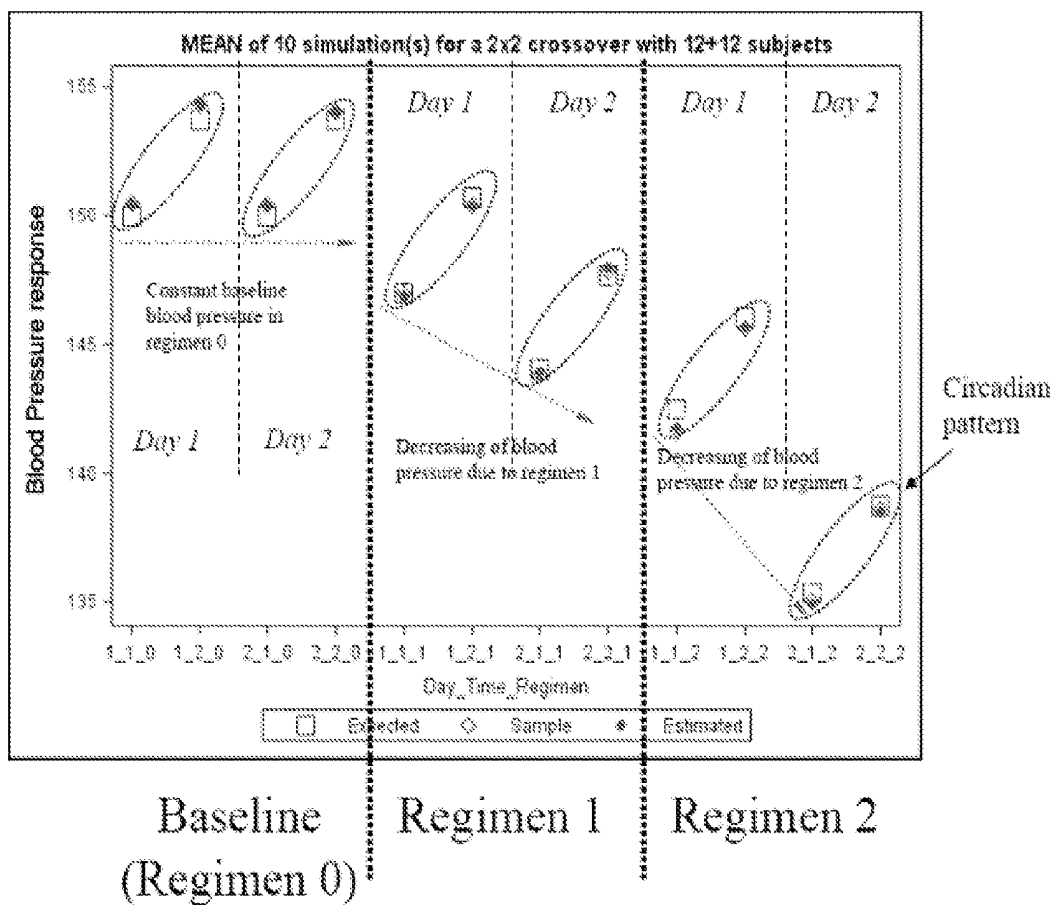 MEAN of 10 simulation(s) for a 2x2 crossover with 12+12 subjects
Blood Pressure response
155
150
145
140
135
Day 1
Day 2
Day 1
Day 2
Day 1
Day 2
Constant baseline
blood pressure in
regimen 0
Decreasing of blood
pressure due to regimen 1
Decreasing of blood
pressure due to regimen 2
Circadian
pattern
1_1_0 1_2_0 2_1_0 2_2_0 1_1_1 1_2_1 2_1_1 2_2_1 1_1_2 1_2_2 2_1_2 2_2_2
Day_Time_Regimen
Expected Sample Estimated
Baseline
(Regimen 0)
Regimen 1
Regimen 2